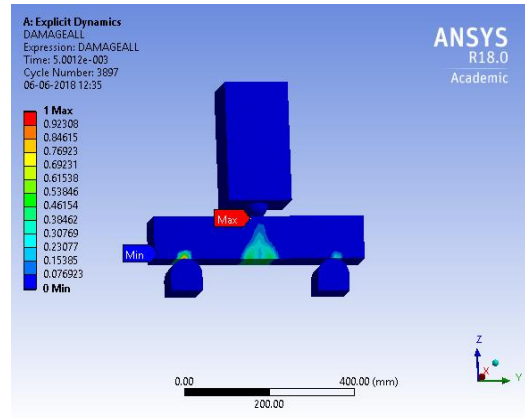 A: Explicit Dynamics
DAMAGEALL
Expression: DAMAGEALL
Time: 5.0012e-003
Cycle Number: 3897
06-06-2018 12:35
ANSYS
R18.0
Academic
1 Max
0.92308
0.84615
0.76923
0.69231
0.61538
0.53846
0.46154
0.38462
0.30769
0.23077
0.15385
0.076923
0 Min
Max
Min
0.00
400.00 (mm)
200.00
Z
X
Y